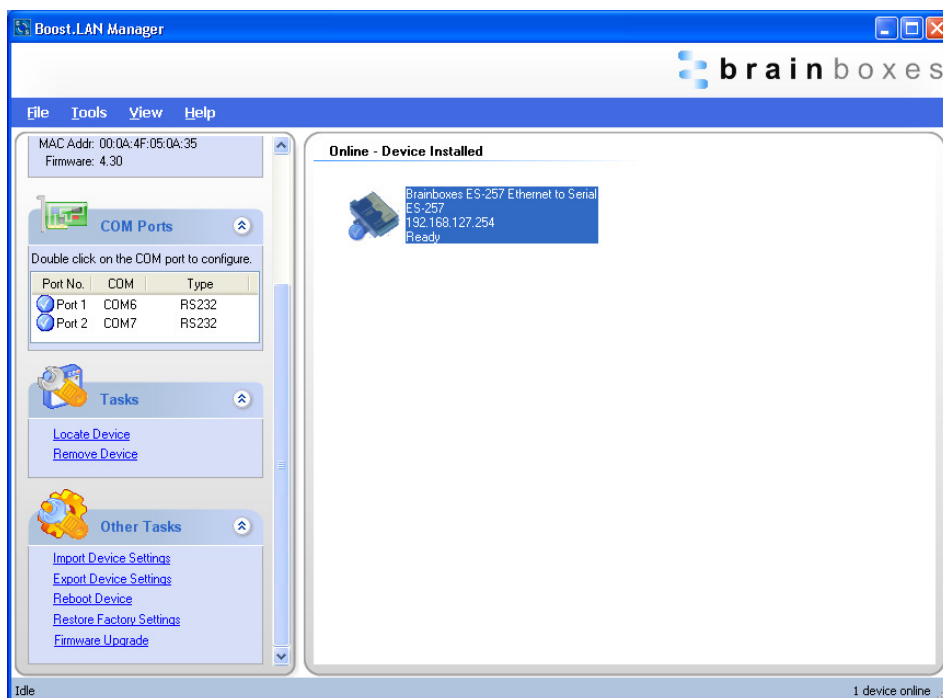 Boost.LAN Manager
brainboxes
File Tools View Help
MAC Addr: 00:0A:4F:05:0A:35
Firmware: 4.30
COM Ports
Double click on the COM port to configure.
Port No. COM Type
Port 1 COM6 RS232
Port 2 COM7 RS232
Tasks
Locate Device
Remove Device
Other Tasks
Import Device Settings
Export Device Settings
Reboot Device
Restore Factory Settings
Firmware Upgrade
Online - Device Installed
Brainboxes ES-257 Ethernet to Serial
ES-257
192.168.127.254
Ready
Idle
1 device online